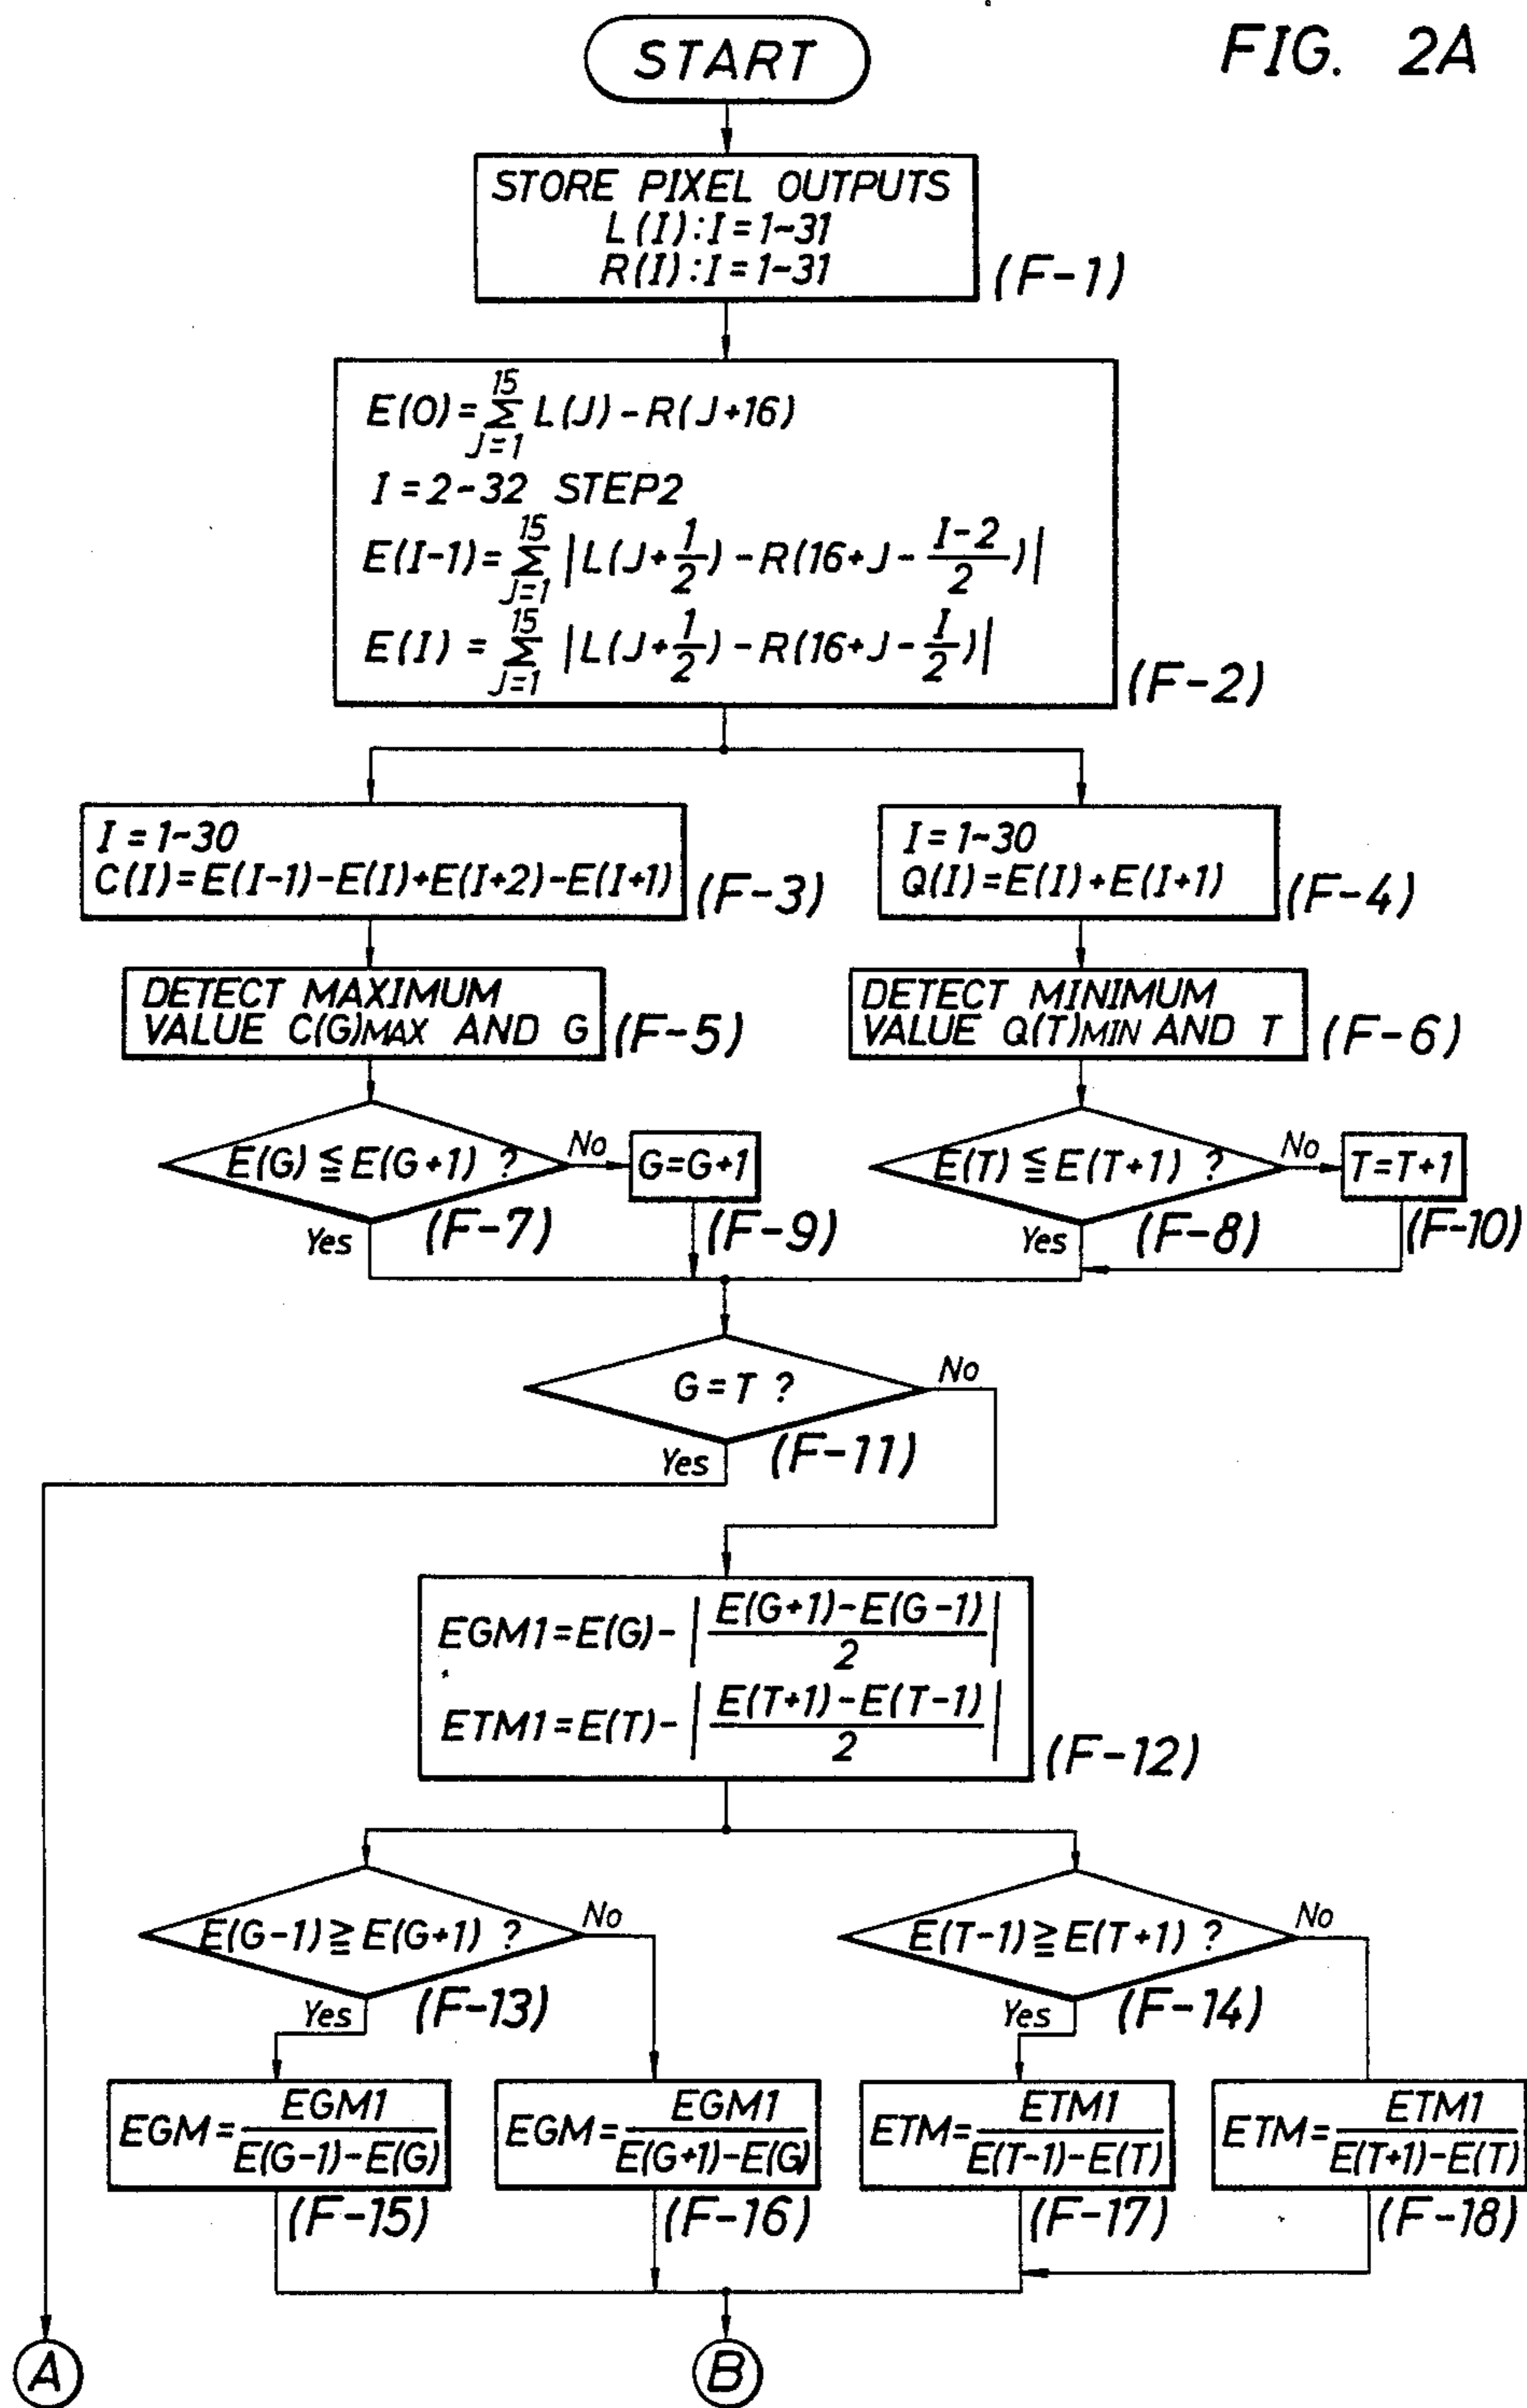 FIG. 2A
START
STORE PIXEL OUTPUTS
L(I):I=1~31
R(I):I=1~31
(F-1)
E(0)=∑_{J=1}^{15} L(J)-R(J+16)
I=2~32 STEP2
E(I-1)=∑_{J=1}^{15} |L(J+1/2)-R(16+J-(I-2)/2)|
E(I)=∑_{J=1}^{15} |L(J+1/2)-R(16+J-I/2)|
(F-2)
I=1~30
C(I)=E(I-1)-E(I)+E(I+2)-E(I+1)
(F-3)
I=1~30
Q(I)=E(I)+E(I+1)
(F-4)
DETECT MAXIMUM
VALUE C(G)MAX AND G
(F-5)
DETECT MINIMUM
VALUE Q(T)MIN AND T
(F-6)
E(G)≦E(G+1) ?
No
G=G+1
Yes
(F-7)
(F-9)
E(T)≦E(T+1) ?
No
T=T+1
Yes
(F-8)
(F-10)
G=T ?
No
Yes
(F-11)
EGM1=E(G)-|(E(G+1)-E(G-1))/2|
ETM1=E(T)-|(E(T+1)-E(T-1))/2|
(F-12)
E(G-1)≧E(G+1) ?
No
Yes
(F-13)
E(T-1)≧E(T+1) ?
No
Yes
(F-14)
EGM=EGM1/(E(G-1)-E(G))
(F-15)
EGM=EGM1/(E(G+1)-E(G))
(F-16)
ETM=ETM1/(E(T-1)-E(T))
(F-17)
ETM=ETM1/(E(T+1)-E(T))
(F-18)
A
B